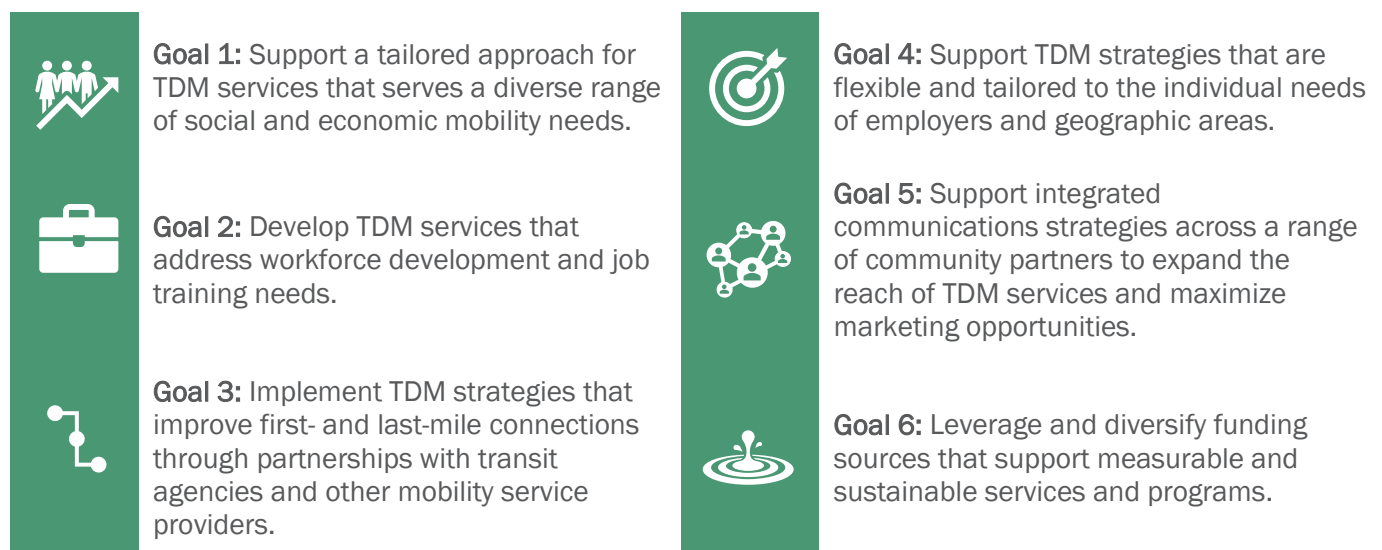 Goal 1: Support a tailored approach for
TDM services that serves a diverse range
of social and economic mobility needs.
Goal 2: Develop TDM services that
address workforce development and job
training needs.
Goal 3: Implement TDM strategies that
improve first- and last-mile connections
through partnerships with transit
agencies and other mobility service
providers.
Goal 4: Support TDM strategies that are
flexible and tailored to the individual needs
of employers and geographic areas.
Goal 5: Support integrated
communications strategies across a range
of community partners to expand the
reach of TDM services and maximize
marketing opportunities.
Goal 6: Leverage and diversify funding
sources that support measurable and
sustainable services and programs.